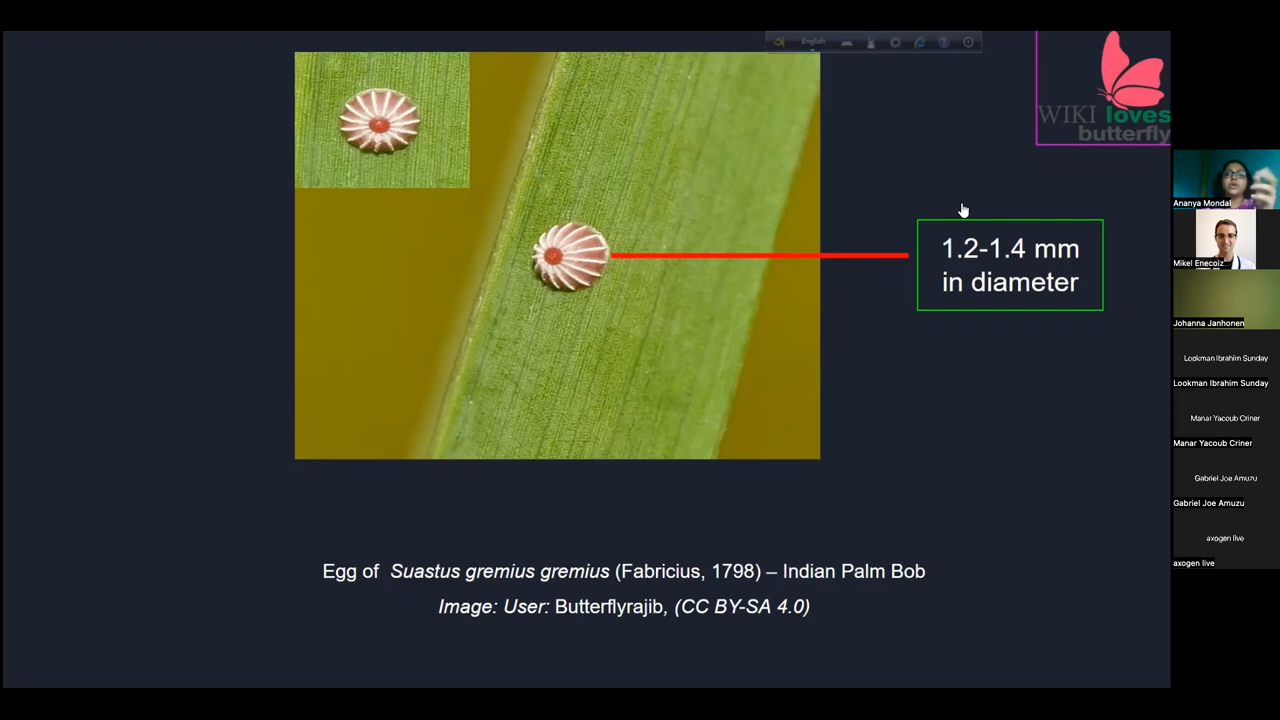 English
WIKI loves
butterfly
1.2-1.4 mm
in diameter
Egg of Suastus gremius gremius (Fabricius, 1798) – Indian Palm Bob
Image: User: Butterflyrajib, (CC BY-SA 4.0)
Ananya Mondal
Mikel Enecoiz
Johanna Janhonen
Lookman Ibrahim Sunday
Lookman Ibrahim Sunday
Manar Yacoub Criner
Manar Yacoub Criner
Gabriel Joe Amuzu
Gabriel Joe Amuzu
axogen live
axogen live